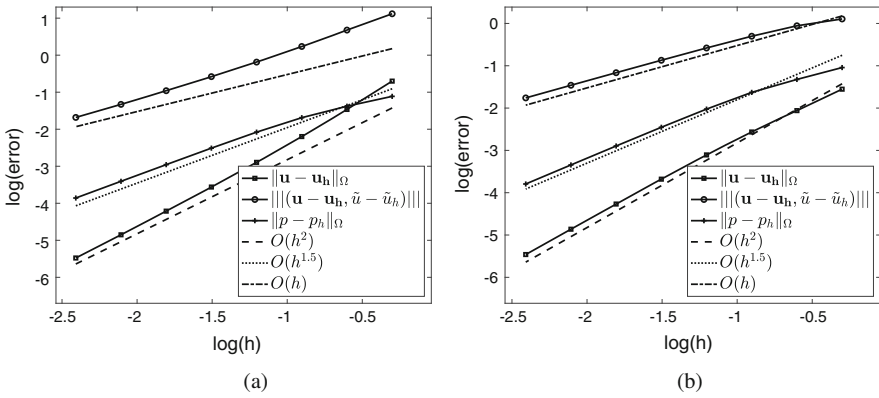 1
0
-1
-2
-3
-4
-5
-6
log(error)
-2.5
-2
-1.5
-1
-0.5
log(h)
‖u − u_h‖_Ω
|||(u − u_h, ũ − ũ_h)|||
‖p − p_h‖_Ω
O(h^2)
O(h^{1.5})
O(h)
(a)
2
1
0
-1
-2
-3
-4
-5
-6
log(error)
-2.5
-2
-1.5
-1
-0.5
log(h)
‖u − u_h‖_Ω
|||(u − u_h, ũ − ũ_h)|||
‖p − p_h‖_Ω
O(h^2)
O(h^{1.5})
O(h)
(b)